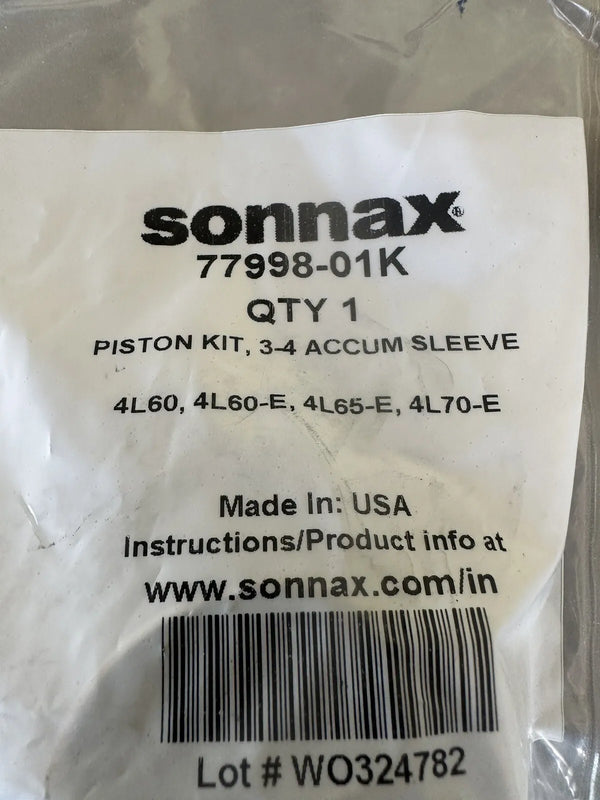 sonnax®
77998-01K
QTY 1
PISTON KIT, 3-4 ACCUM SLEEVE
4L60, 4L60-E, 4L65-E, 4L70-E
Made In: USA
Instructions/Product info at
www.sonnax.com/in
Lot # WO324782